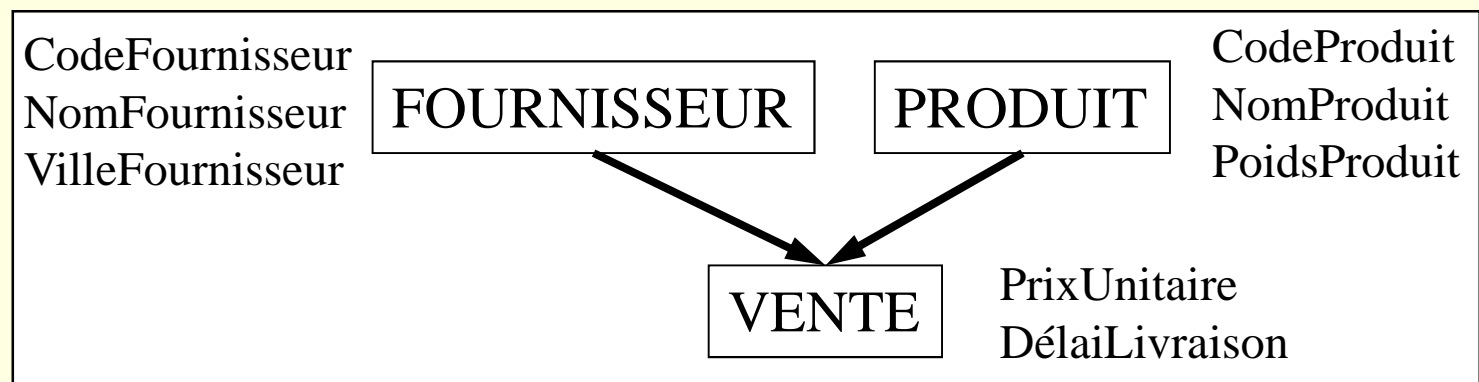 CodeFournisseur
NomFournisseur
VilleFournisseur
FOURNISSEUR
PRODUIT
CodeProduit
NomProduit
PoidsProduit
VENTE
PrixUnitaire
DélaiLivraison